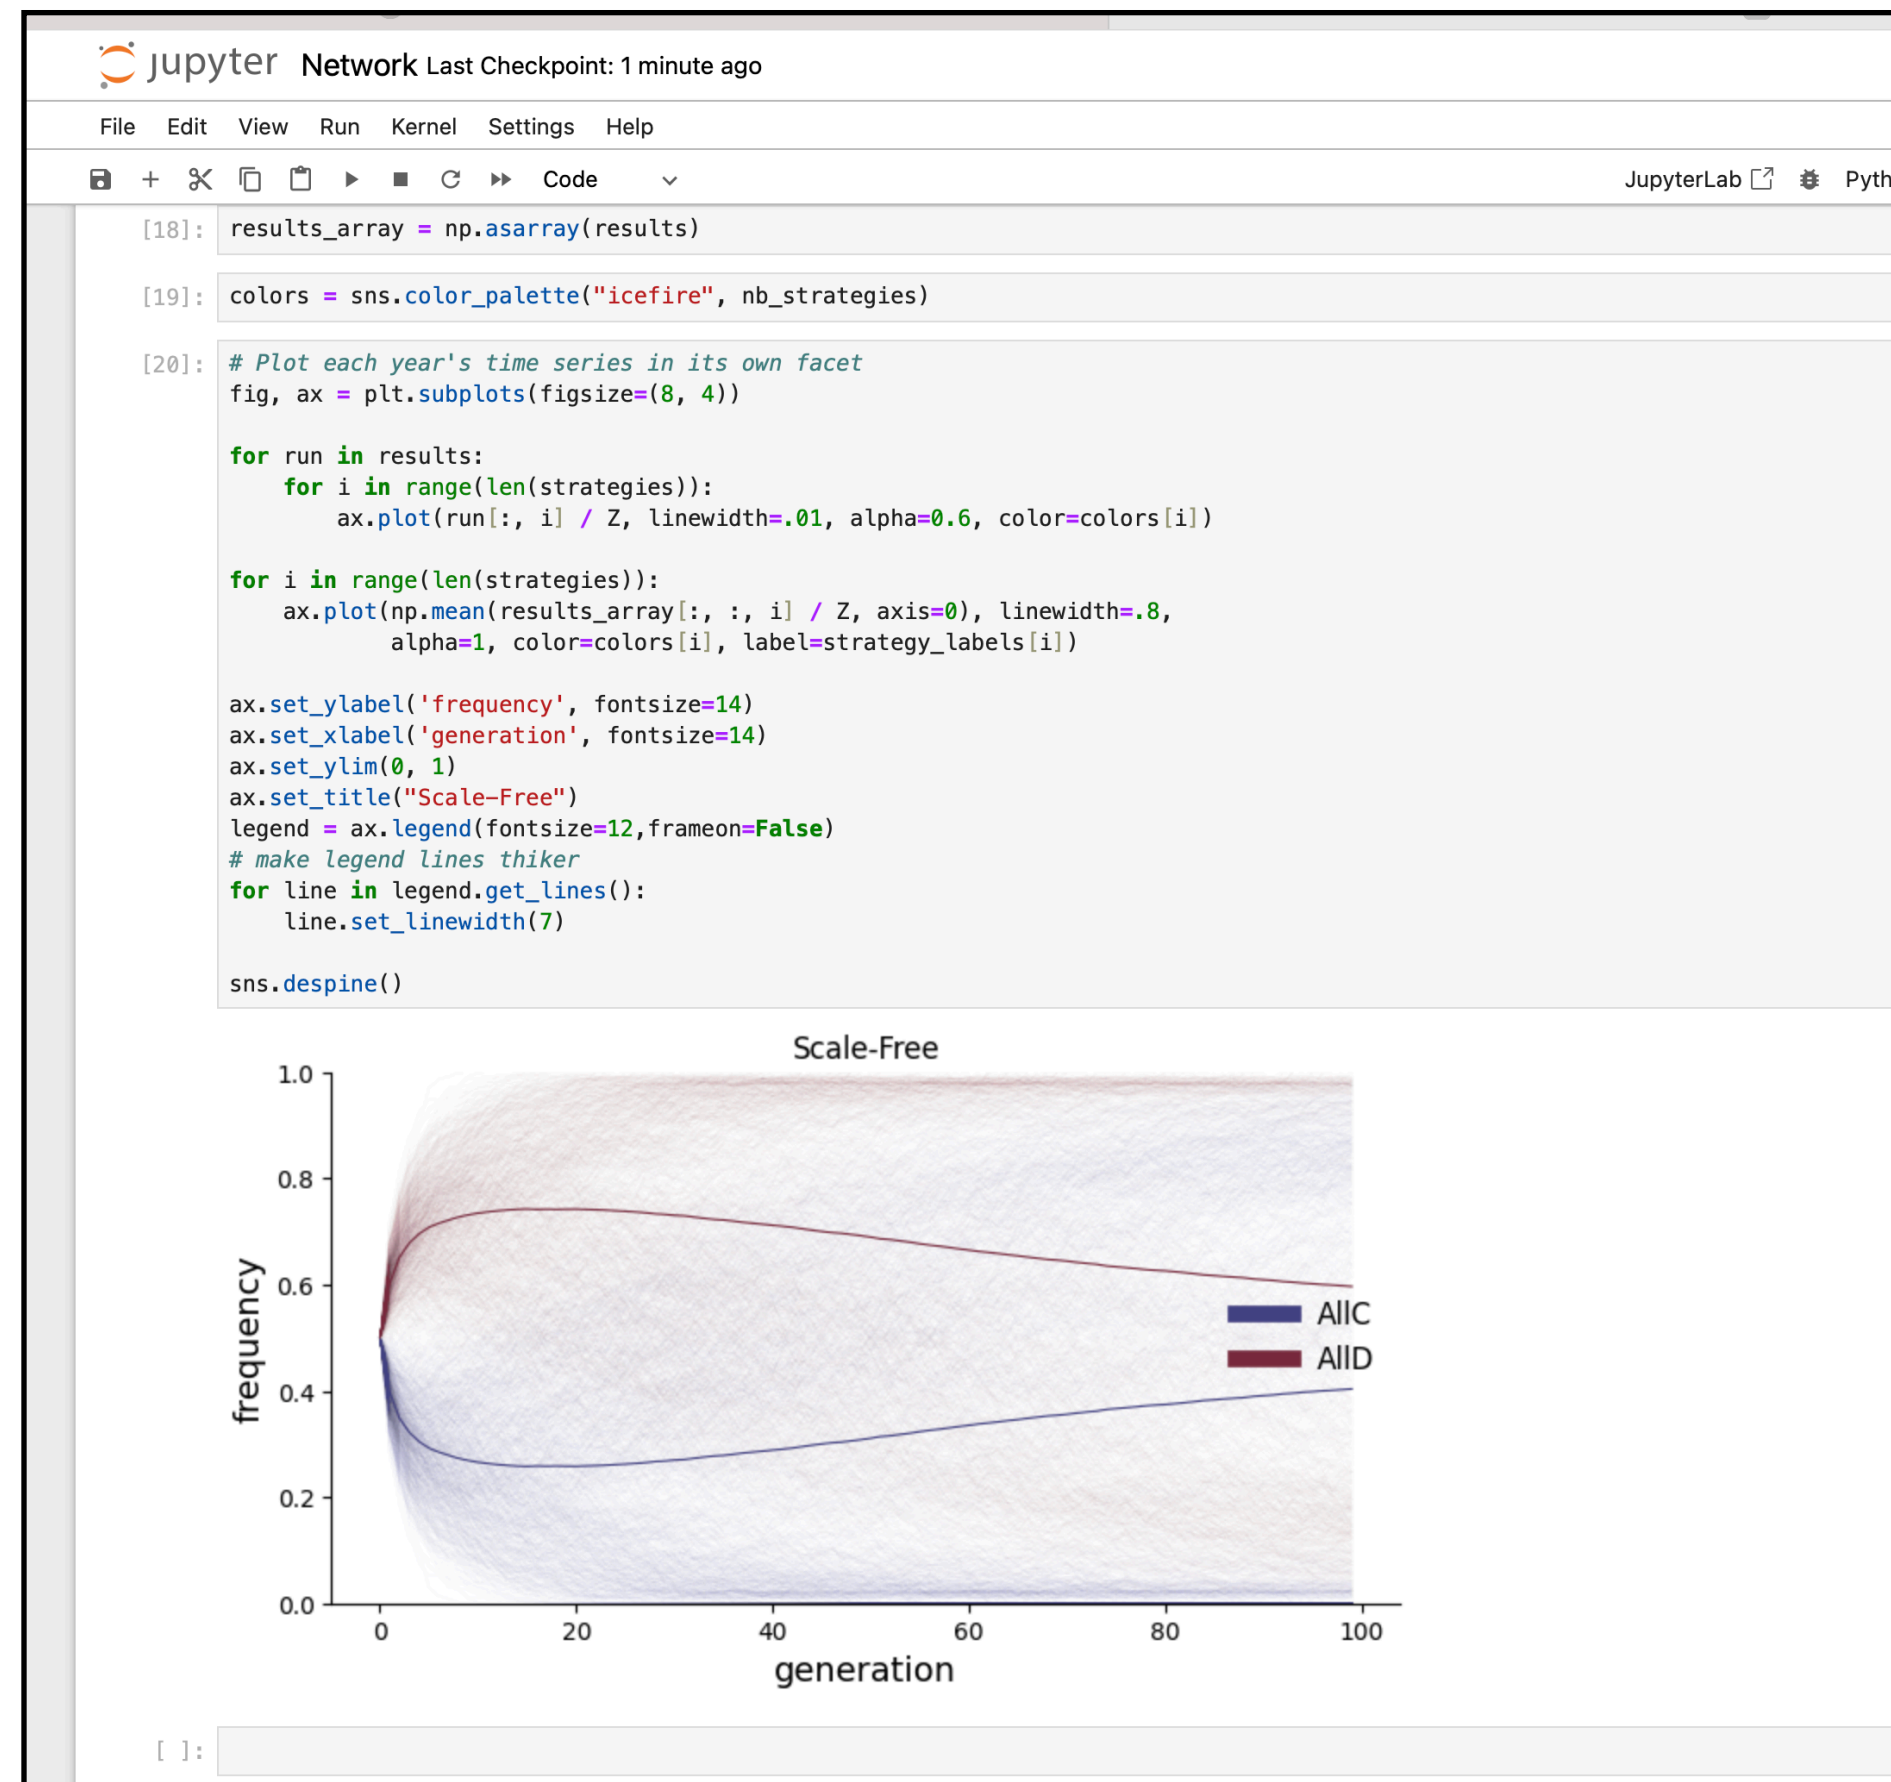 jupyter Network Last Checkpoint: 1 minute ago
File Edit View Run Kernel Settings Help
Code JupyterLab Pyth
[18]: results_array = np.asarray(results)
[19]: colors = sns.color_palette("icefire", nb_strategies)
[20]: # Plot each year's time series in its own facet
fig, ax = plt.subplots(figsize=(8, 4))
for run in results:
    for i in range(len(strategies)):
        ax.plot(run[:, i] / Z, linewidth=.01, alpha=0.6, color=colors[i])
for i in range(len(strategies)):
    ax.plot(np.mean(results_array[:, :, i] / Z, axis=0), linewidth=.8,
            alpha=1, color=colors[i], label=strategy_labels[i])
ax.set_ylabel('frequency', fontsize=14)
ax.set_xlabel('generation', fontsize=14)
ax.set_ylim(0, 1)
ax.set_title("Scale-Free")
legend = ax.legend(fontsize=12,frameon=False)
# make legend lines thiker
for line in legend.get_lines():
    line.set_linewidth(7)
sns.despine()
Scale-Free
1.0
0.8
0.6
0.4
0.2
0.0
frequency
AllC
AllD
0 20 40 60 80 100
generation
[ ]: